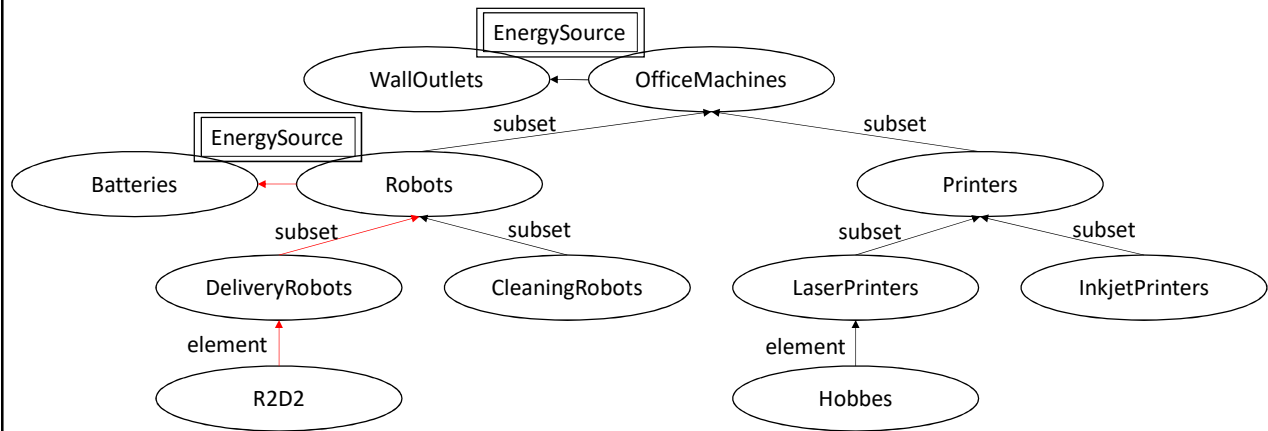 EnergySource
WallOutlets
OfficeMachines
subset
subset
EnergySource
Batteries
Robots
Printers
subset
subset
subset
subset
DeliveryRobots
CleaningRobots
LaserPrinters
InkjetPrinters
element
element
R2D2
Hobbes